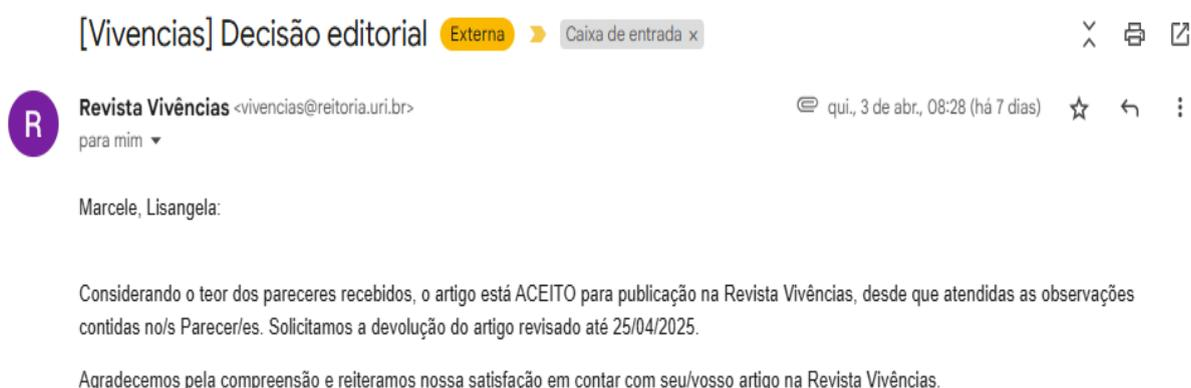 [Vivencias] Decisão editorial Externa Caixa de entrada x
R
Revista Vivências <vivencias@reitoria.uri.br> qui., 3 de abr., 08:28 (há 7 dias)
para mim
Marcele, Lisangela:
Considerando o teor dos pareceres recebidos, o artigo está ACEITO para publicação na Revista Vivências, desde que atendidas as observações
contidas no/s Parecer/es. Solicitamos a devolução do artigo revisado até 25/04/2025.
Agradecemos pela compreensão e reiteramos nossa satisfação em contar com seu/vosso artigo na Revista Vivências.